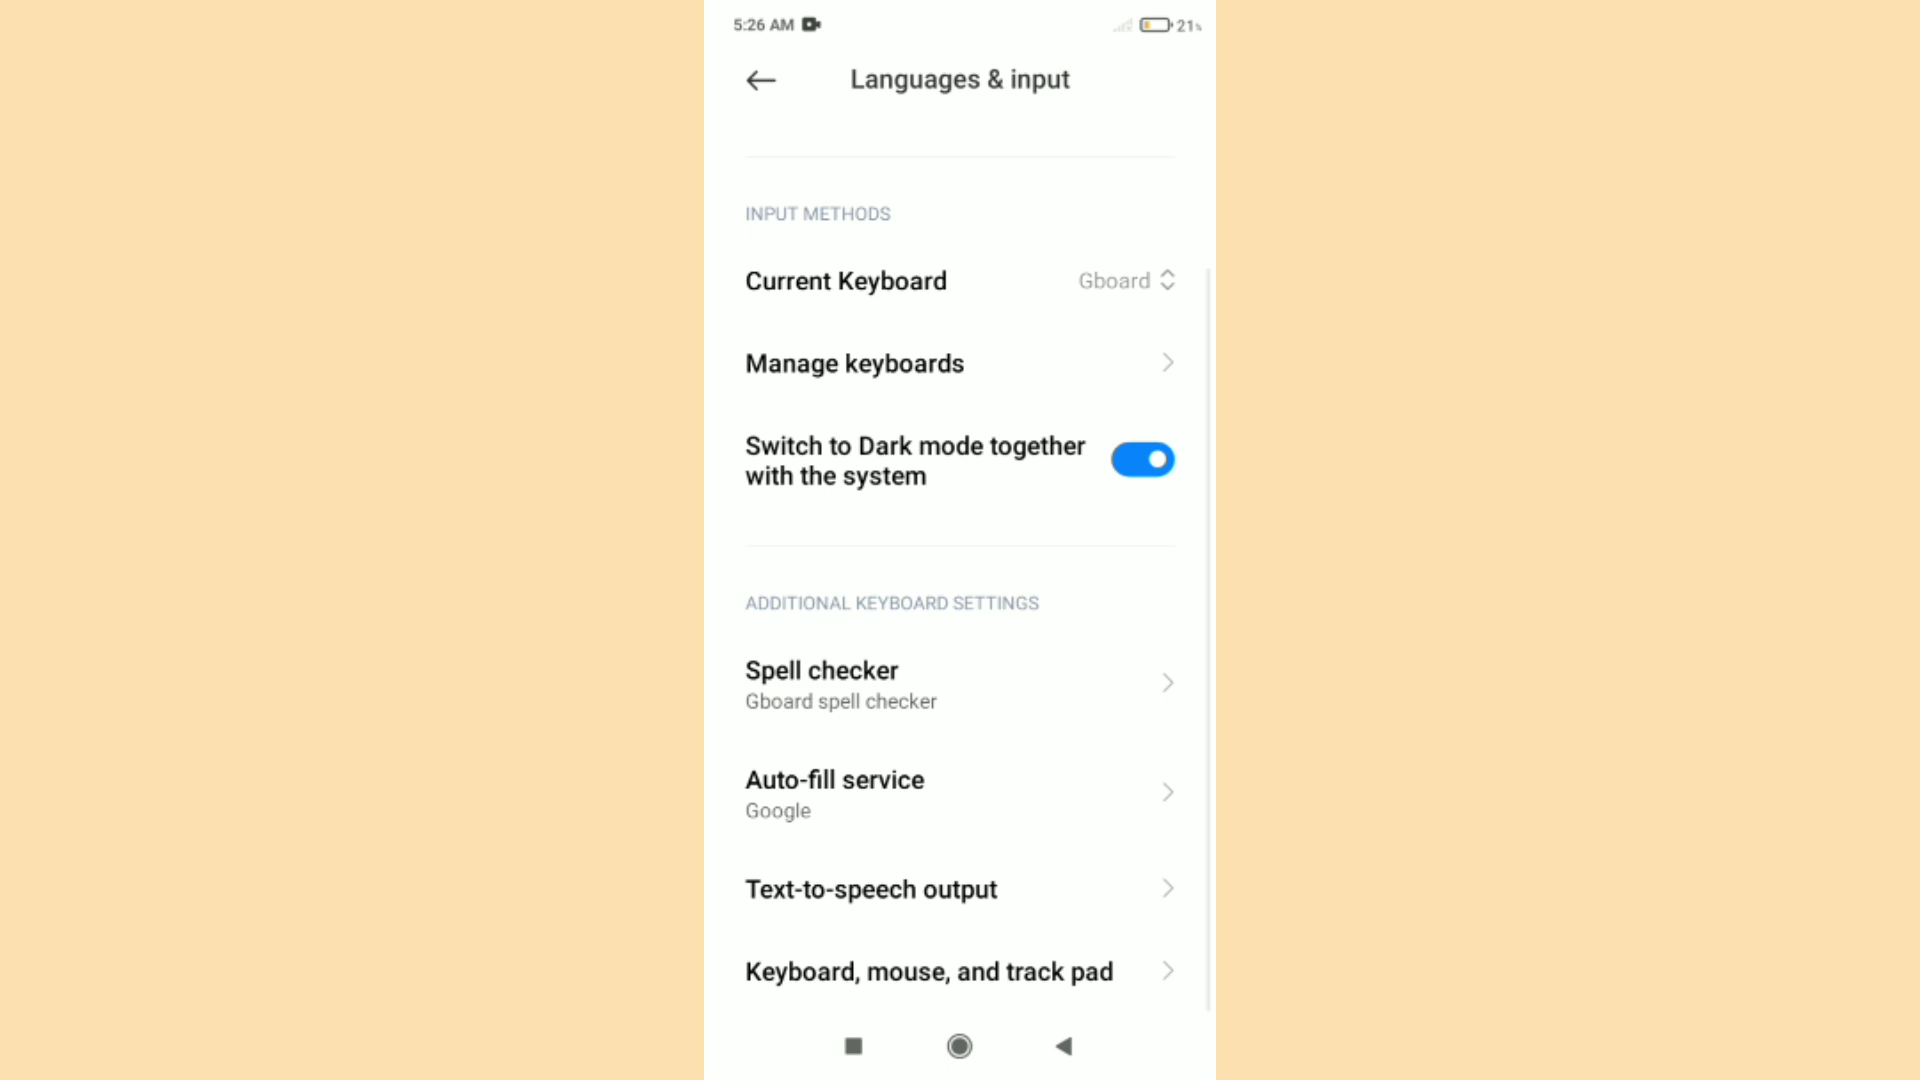 5:26 AM
21%
Languages & input
INPUT METHODS
Current Keyboard
Gboard
Manage keyboards
Switch to Dark mode together
with the system
ADDITIONAL KEYBOARD SETTINGS
Spell checker
Gboard spell checker
Auto-fill service
Google
Text-to-speech output
Keyboard, mouse, and track pad